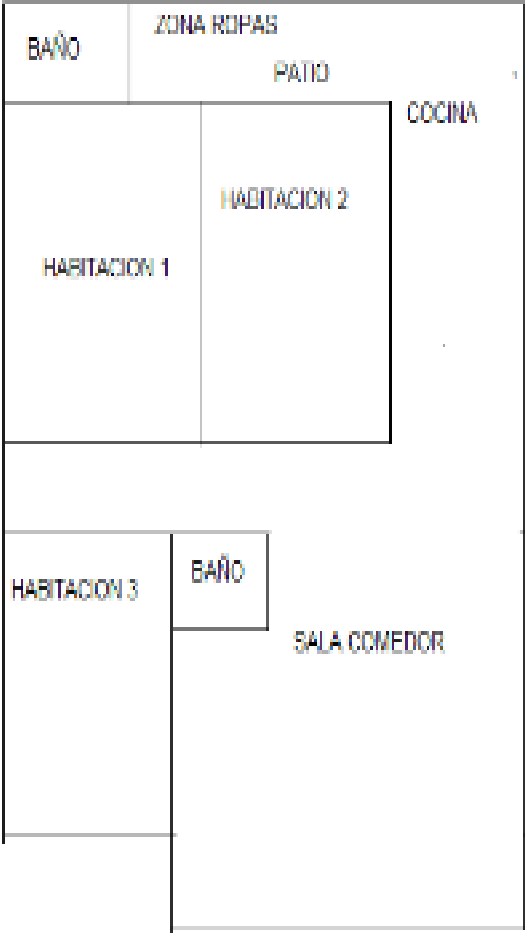 ZONA ROPAS
BAÑO
PATIO
COCINA
HABITACION 2
HABITACION 1
BAÑO
HABITACION 3
SALA COMEDOR